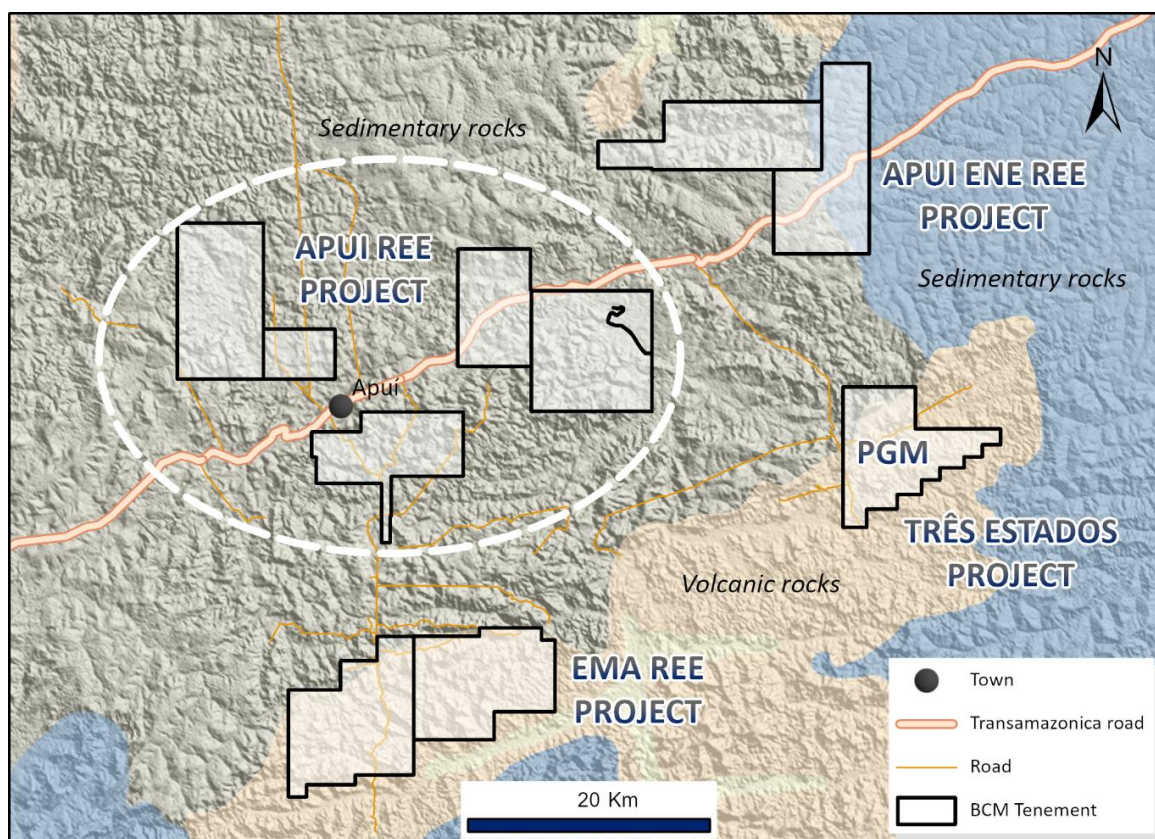 N
Sedimentary rocks
APUI ENE REE
PROJECT
APUI REE
PROJECT
Sedimentary rocks
Apuí
PGM
TRÊS ESTADOS
PROJECT
Volcanic rocks
EMA REE
PROJECT
Town
Transamazonica road
Road
BCM Tenement
20 Km